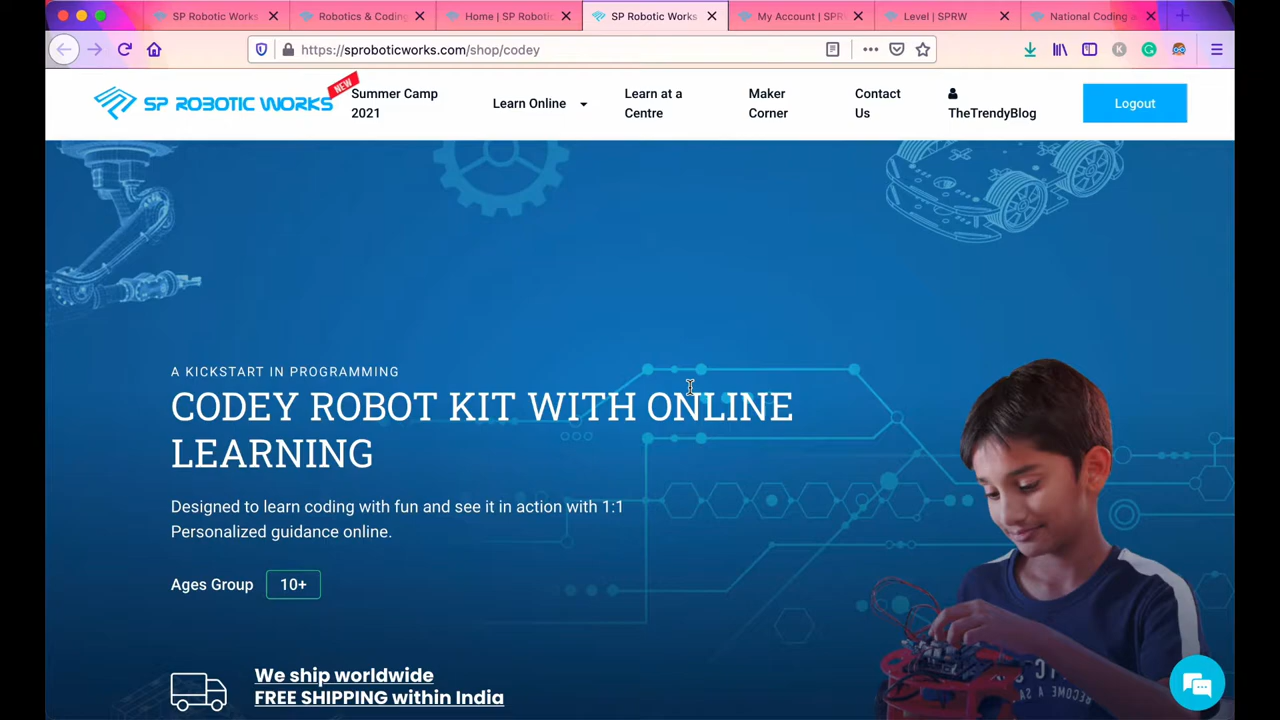 SP Robotic Works
Robotics & Coding
Home | SP Robotic
SP Robotic Works
My Account | SPRW
Level | SPRW
National Coding a
https://sproboticworks.com/shop/codey
SP ROBOTIC WORKS
NEW
Summer Camp
2021
Learn Online
Learn at a
Centre
Maker
Corner
Contact
Us
TheTrendyBlog
Logout
A KICKSTART IN PROGRAMMING
CODEY ROBOT KIT WITH ONLINE
LEARNING
Designed to learn coding with fun and see it in action with 1:1
Personalized guidance online.
Ages Group 10+
We ship worldwide
FREE SHIPPING within India